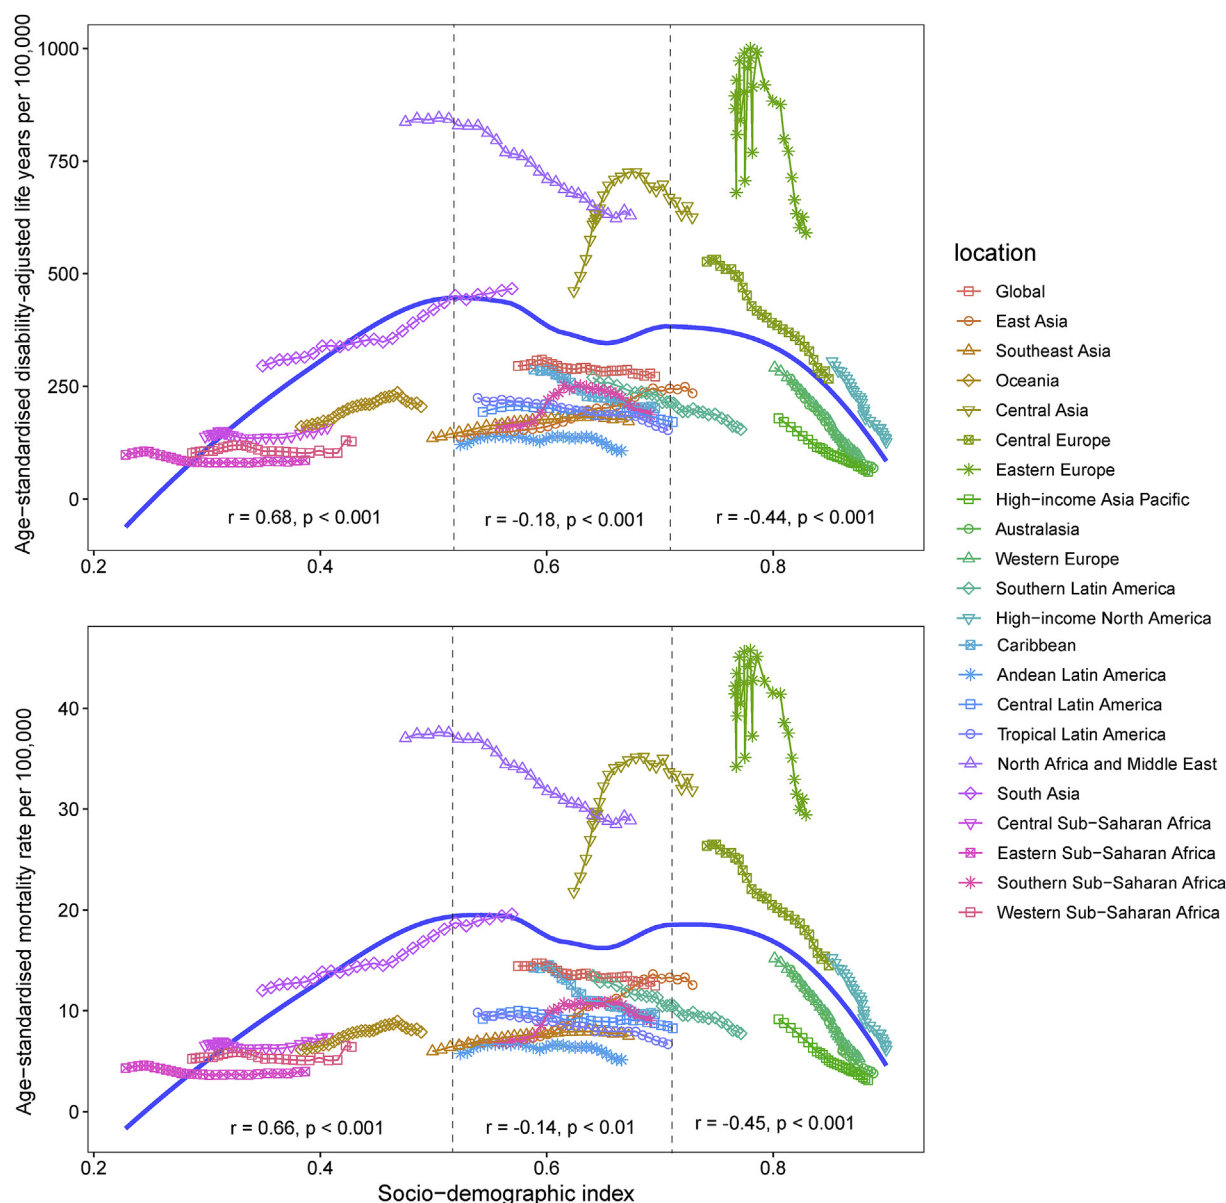 Age−standardised disability−adjusted life years per 100,000
1000
750
500
250
0
r = 0.68, p < 0.001
r = -0.18, p < 0.001
r = -0.44, p < 0.001
0.2
0.4
0.6
0.8
Age−standardised mortality rate per 100,000
40
30
20
10
0
r = 0.66, p < 0.001
r = -0.14, p < 0.01
r = -0.45, p < 0.001
0.2
0.4
0.6
0.8
Socio−demographic index
location
Global
East Asia
Southeast Asia
Oceania
Central Asia
Central Europe
Eastern Europe
High−income Asia Pacific
Australasia
Western Europe
Southern Latin America
High−income North America
Caribbean
Andean Latin America
Central Latin America
Tropical Latin America
North Africa and Middle East
South Asia
Central Sub−Saharan Africa
Eastern Sub−Saharan Africa
Southern Sub−Saharan Africa
Western Sub−Saharan Africa